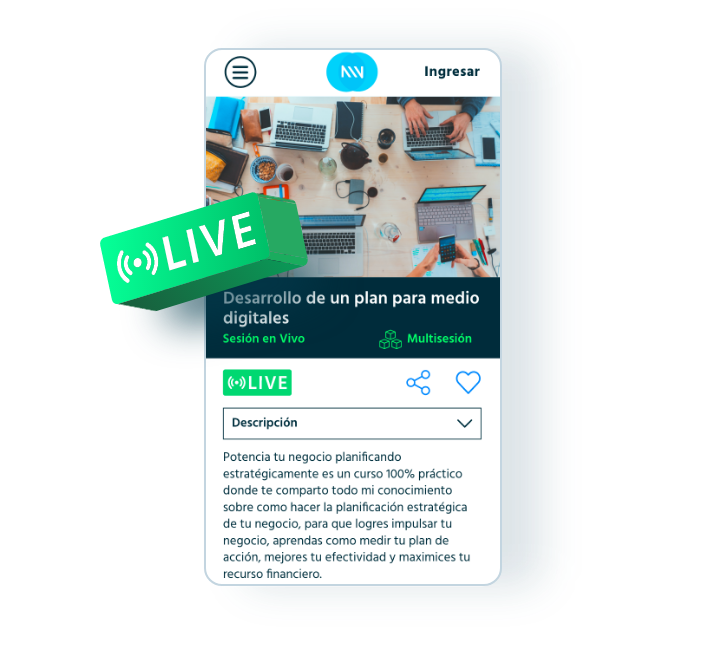 Ingresar
LIVE
Desarrollo de un plan para medio
digitales
Sesión en Vivo
Multisesión
LIVE
Descripción
Potencia tu negocio planificando
estratégicamente es un curso 100% práctico
donde te comparto todo mi conocimiento
sobre como hacer la planificación estratégica
de tu negocio, para que logres impulsar tu
negocio, aprendas como medir tu plan de
acción, mejores tu efectividad y maximices tu
recurso financiero.